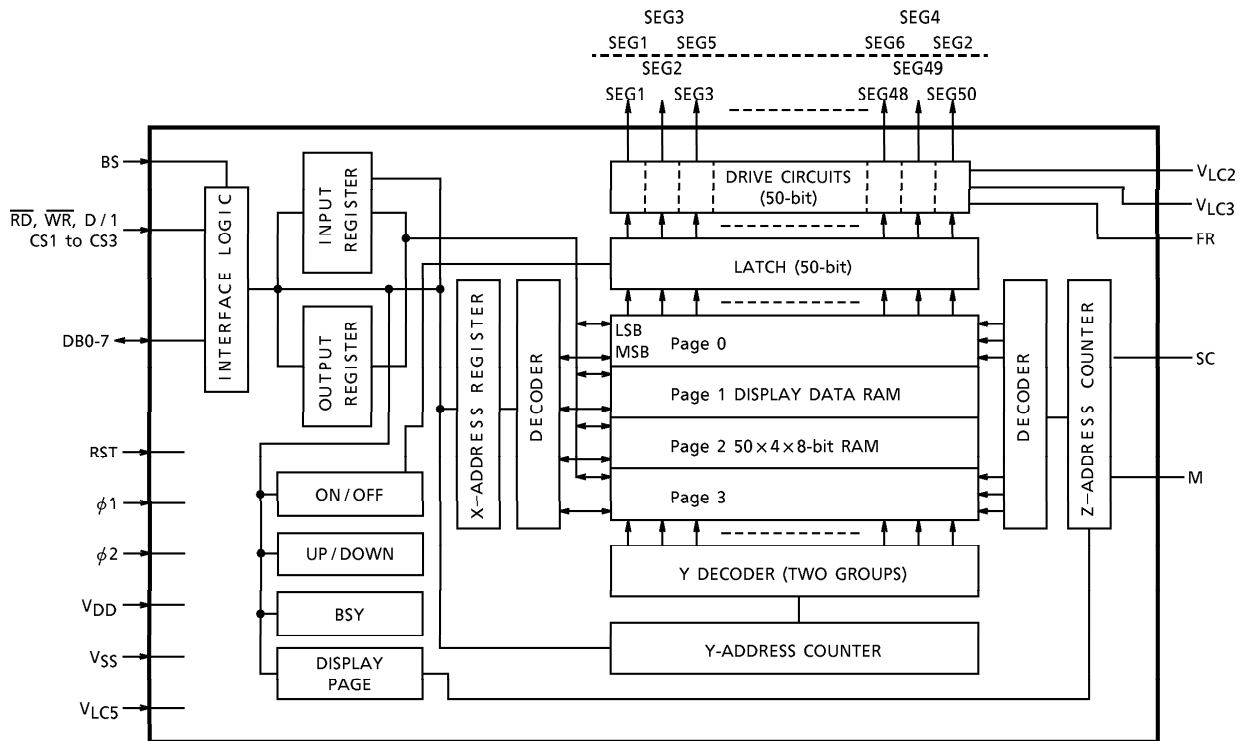 SEG3 SEG4
SEG1 SEG5 SEG6 SEG2
SEG2 SEG49
SEG1 SEG3 SEG48 SEG50
BS
RD, WR, D / 1
CS1 to CS3
DB0-7
RST
ϕ1
ϕ2
VDD
VSS
VLC5
INTERFACE LOGIC
INPUT
REGISTER
OUTPUT
REGISTER
ON / OFF
UP / DOWN
BSY
DISPLAY
PAGE
X–ADDRESS REGISTER
DECODER
DRIVE CIRCUITS
(50-bit)
LATCH (50-bit)
LSB
MSB
Page 0
Page 1 DISPLAY DATA RAM
Page 2 50 × 4 × 8-bit RAM
Page 3
Y DECODER (TWO GROUPS)
Y-ADDRESS COUNTER
DECODER
Z–ADDRESS COUNTER
VLC2
VLC3
FR
SC
M